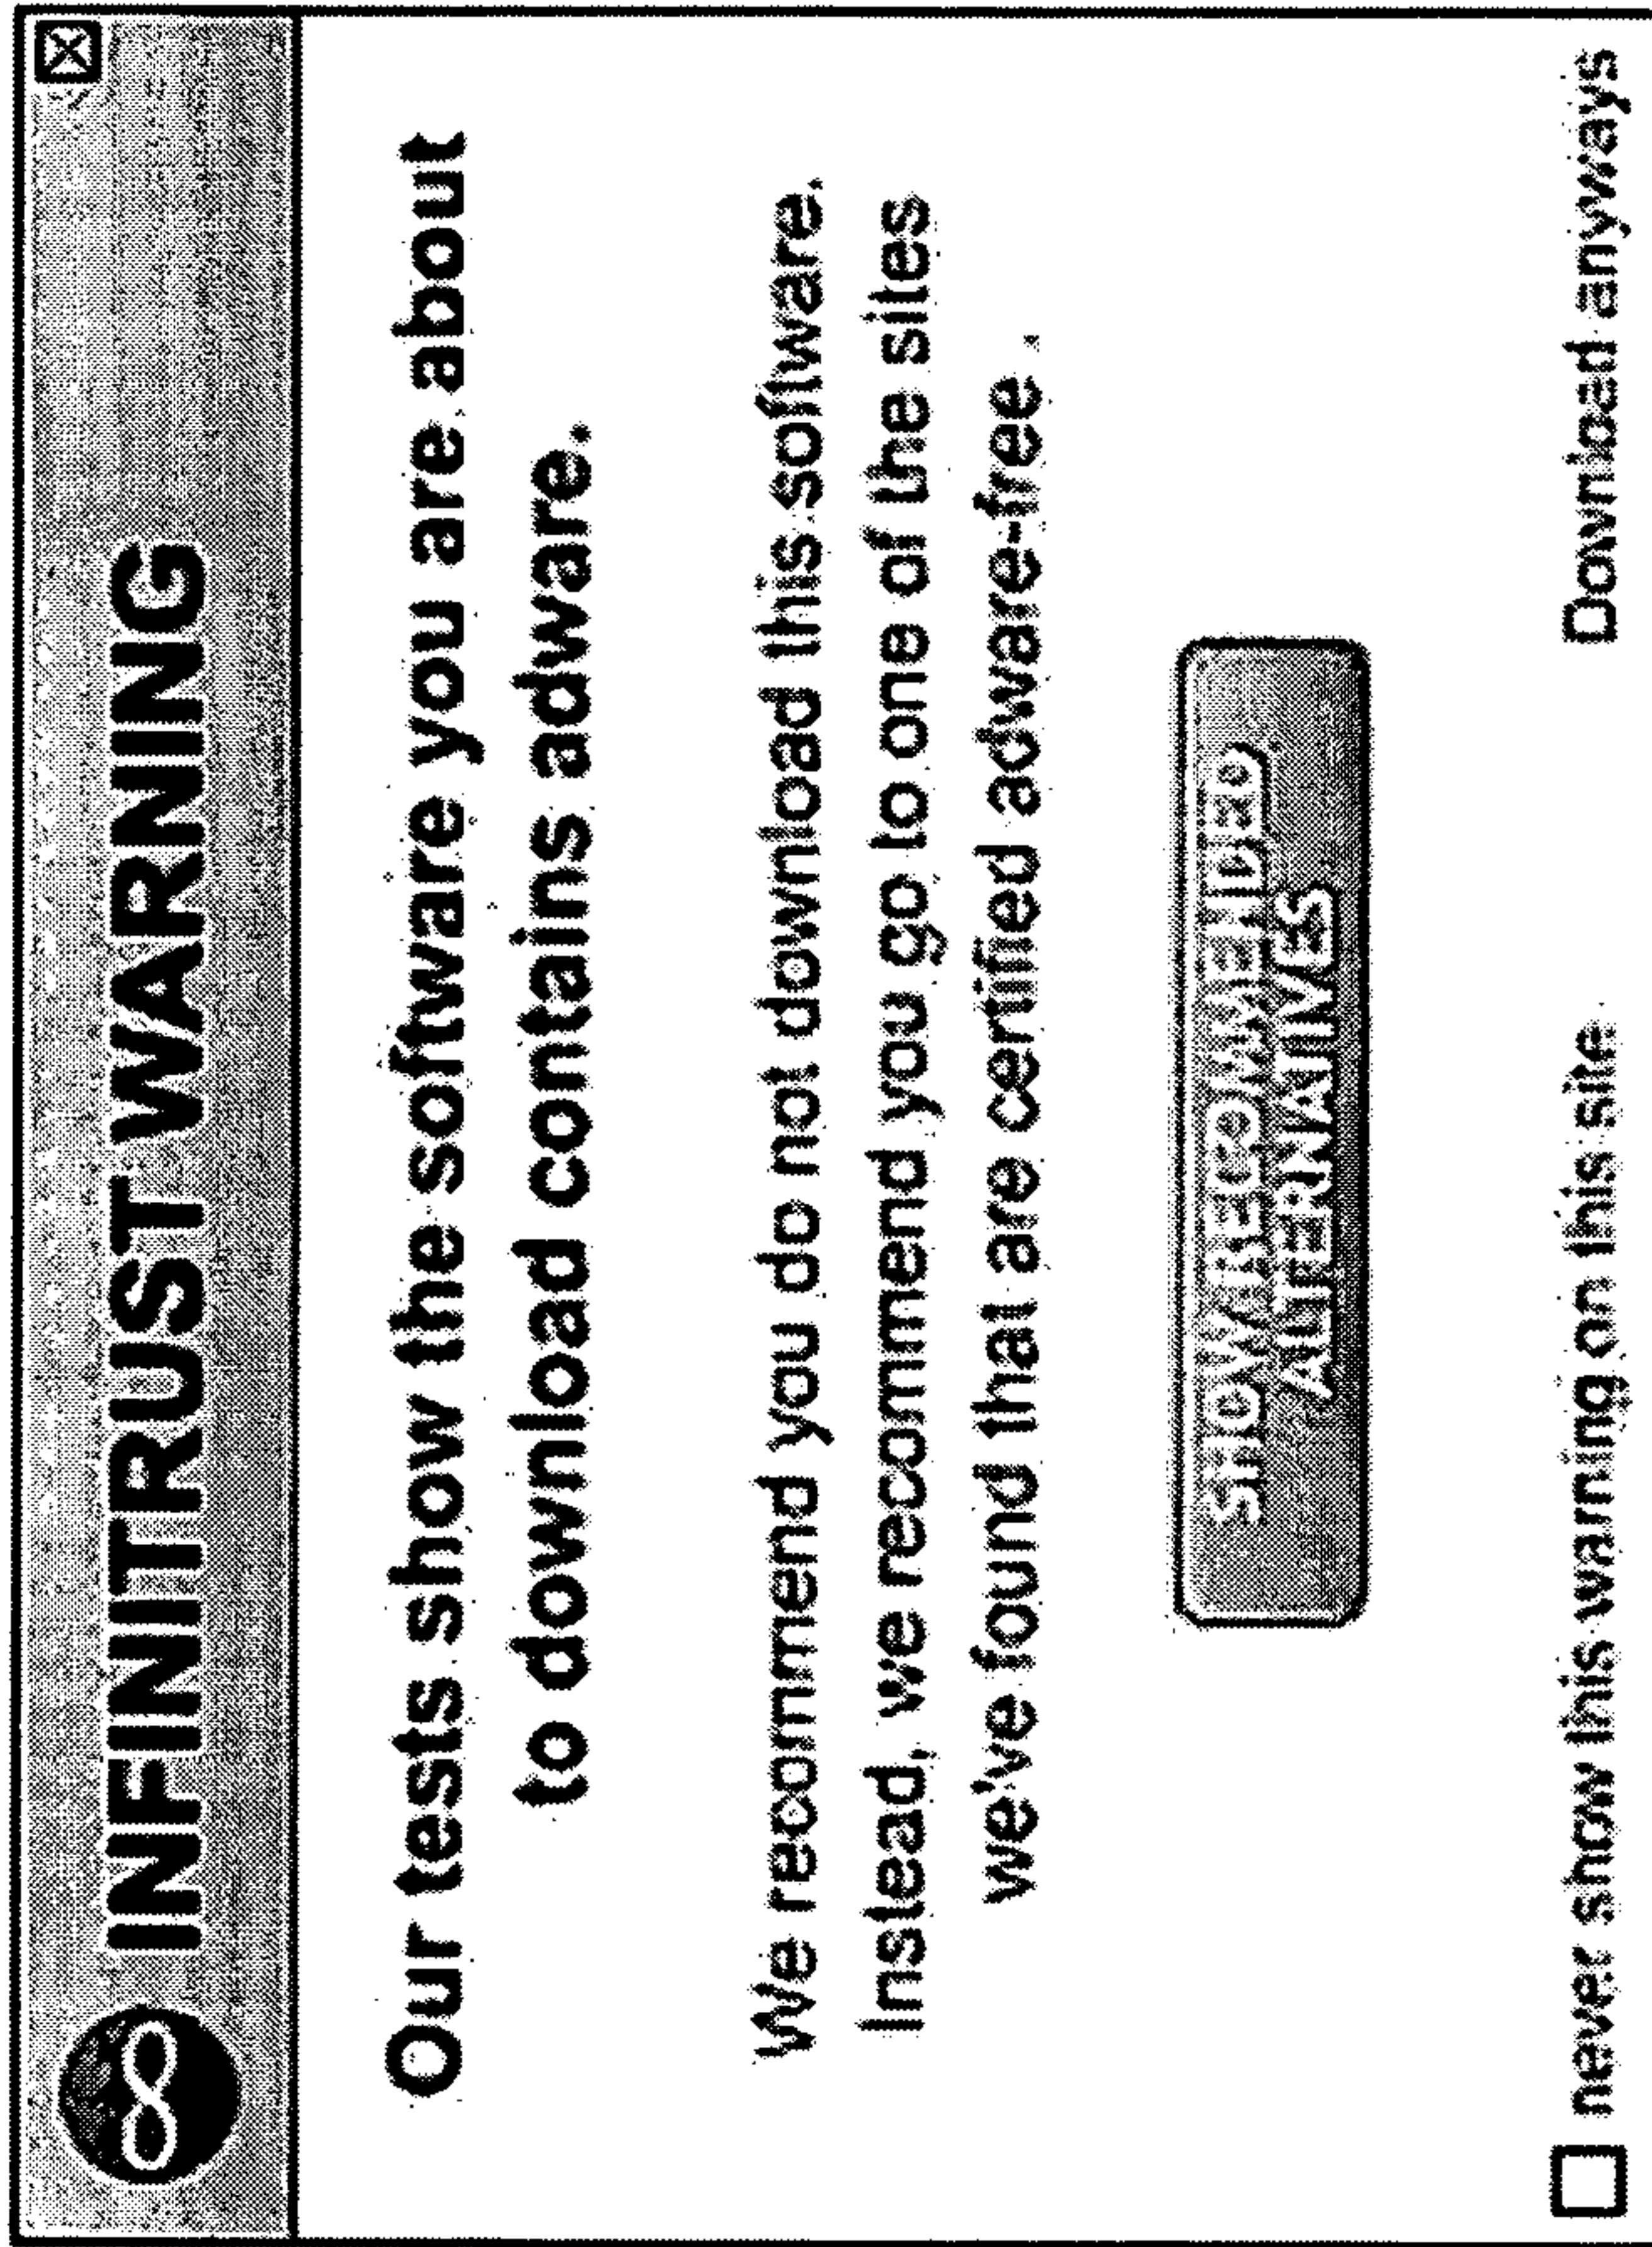 INFINITRUST WARNING
Our tests show the software you are about
to download contains adware.
We recommend you do not download this software.
Instead, we recommend you go to one of the sites
we've found that are certified adware-free .
SHOW RECOMMENDED
ALTERNATIVES
never show this warning on this site
Download anyways